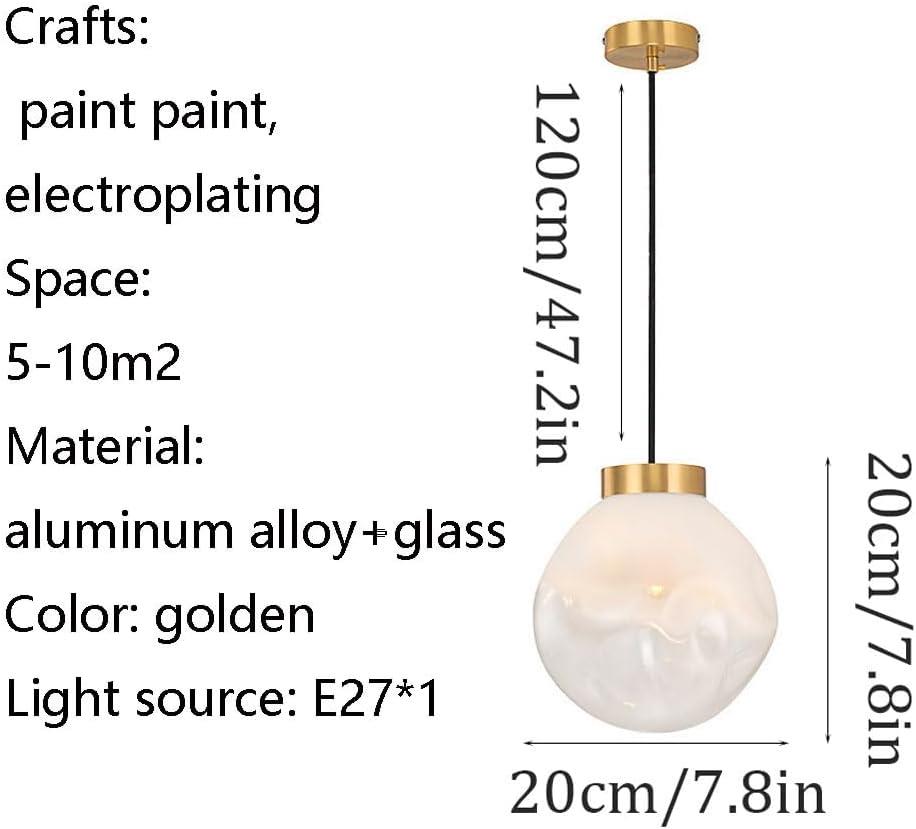 Crafts:
paint paint,
electroplating
Space:
5-10m2
Material:
aluminum alloy+glass
Color: golden
Light source: E27*1
120cm/47.2in
20cm/7.8in
20cm/7.8in